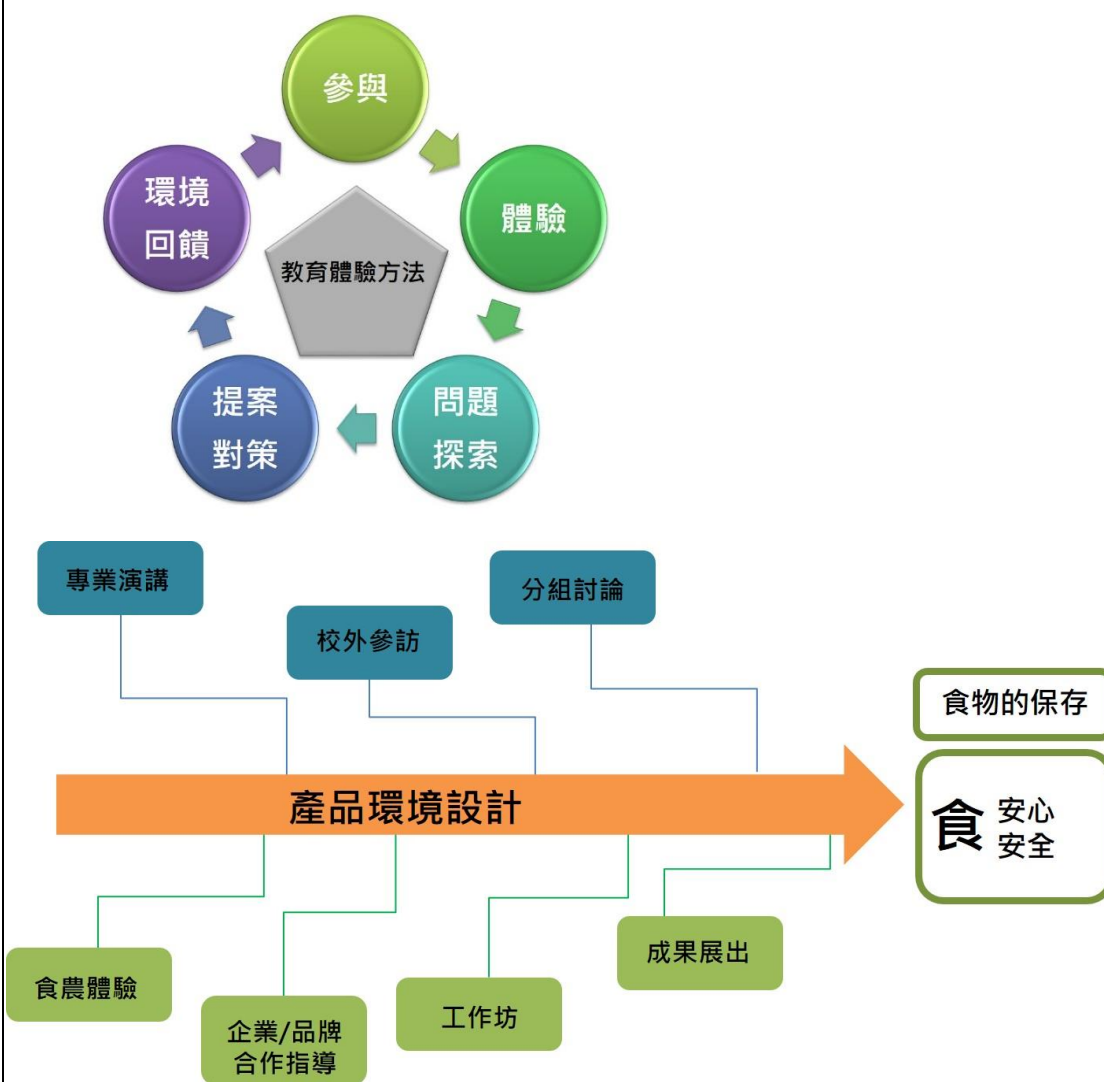 參與
體驗
問題
探索
提案
對策
環境
回饋
教育體驗方法
專業演講
校外參訪
分組討論
產品環境設計
食物的保存
食 安心
安全
食農體驗
企業/品牌
合作指導
工作坊
成果展出